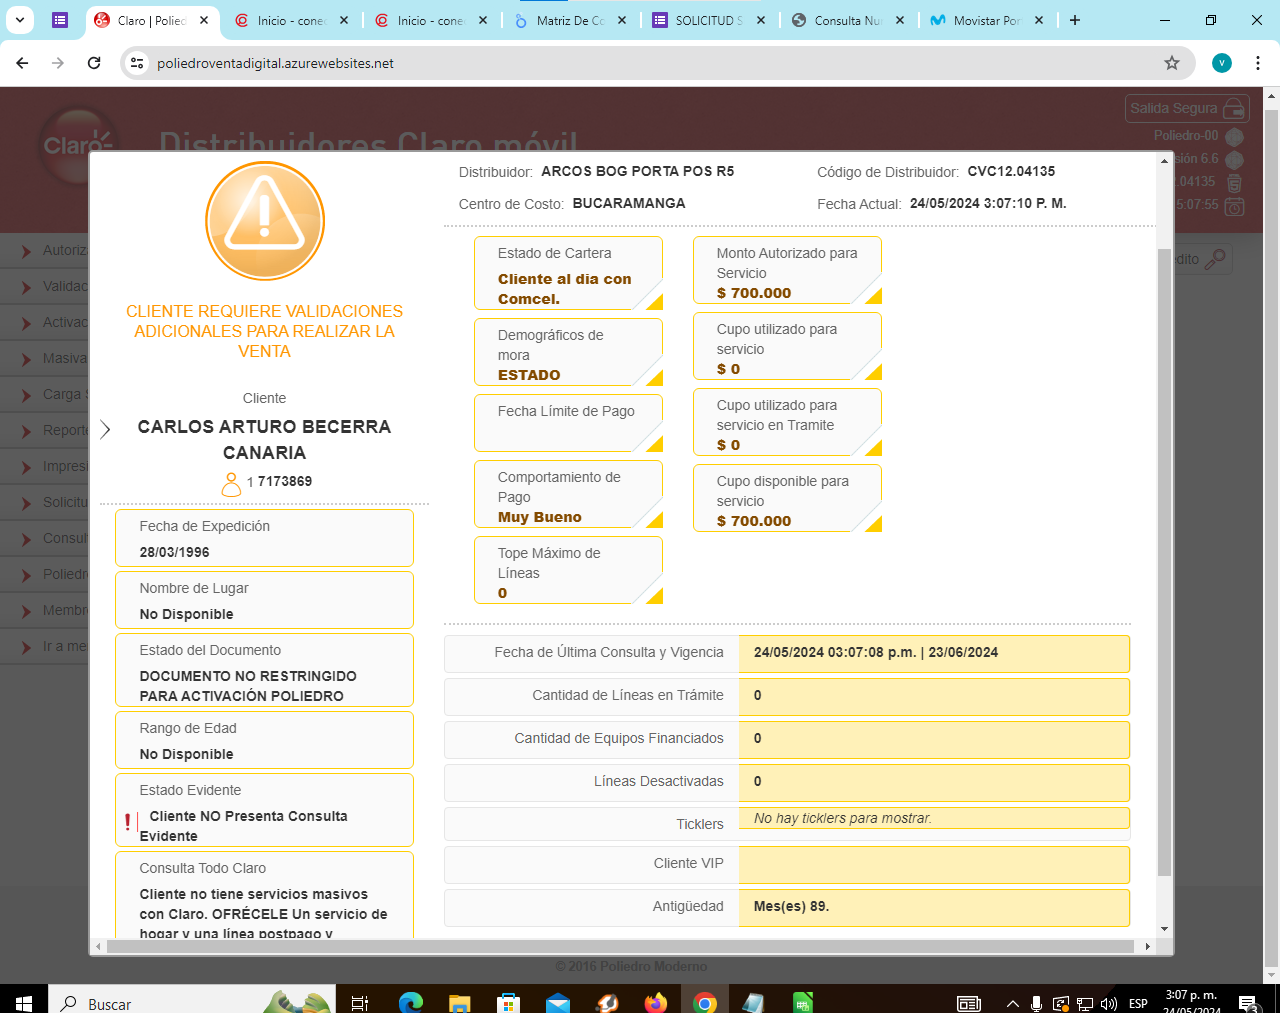 Claro | Polied
Inicio - cone
Inicio - cone
Matriz De Co
SOLICITUD S
Consulta Nu
Movistar Por
poliedroventadigital.azurewebsites.net
V
Salida Segura
Claro
Distribuidores Claro móvil
Poliedro-00
sión 6.6
.04135
5:07:55
Autoriz
Validac
Activac
Masiva
Carga
Report
Impres
Solicitu
Consul
Poliedr
Membr
Ir a me
édito
CLIENTE REQUIERE VALIDACIONES
ADICIONALES PARA REALIZAR LA
VENTA
Cliente
CARLOS ARTURO BECERRA
CANARIA
1 7173869
Fecha de Expedición
28/03/1996
Nombre de Lugar
No Disponible
Estado del Documento
DOCUMENTO NO RESTRINGIDO
PARA ACTIVACIÓN POLIEDRO
Rango de Edad
No Disponible
Estado Evidente
Cliente NO Presenta Consulta
Evidente
Consulta Todo Claro
Cliente no tiene servicios masivos
con Claro. OFRÉCELE Un servicio de
hogar y una línea postpago y
Distribuidor: ARCOS BOG PORTA POS R5
Código de Distribuidor: CVC12.04135
Centro de Costo: BUCARAMANGA
Fecha Actual: 24/05/2024 3:07:10 P. M.
Estado de Cartera
Cliente al dia con
Comcel.
Demográficos de
mora
ESTADO
Fecha Límite de Pago
Comportamiento de
Pago
Muy Bueno
Tope Máximo de
Líneas
0
Monto Autorizado para
Servicio
$ 700.000
Cupo utilizado para
servicio
$ 0
Cupo utilizado para
servicio en Tramite
$ 0
Cupo disponible para
servicio
$ 700.000
Fecha de Última Consulta y Vigencia 24/05/2024 03:07:08 p.m. | 23/06/2024
Cantidad de Líneas en Trámite 0
Cantidad de Equipos Financiados 0
Líneas Desactivadas 0
Ticklers No hay ticklers para mostrar.
Cliente VIP
Antigüedad Mes(es) 89.
© 2016 Poliedro Moderno
Buscar
ESP
3:07 p. m.
24/05/2024
3